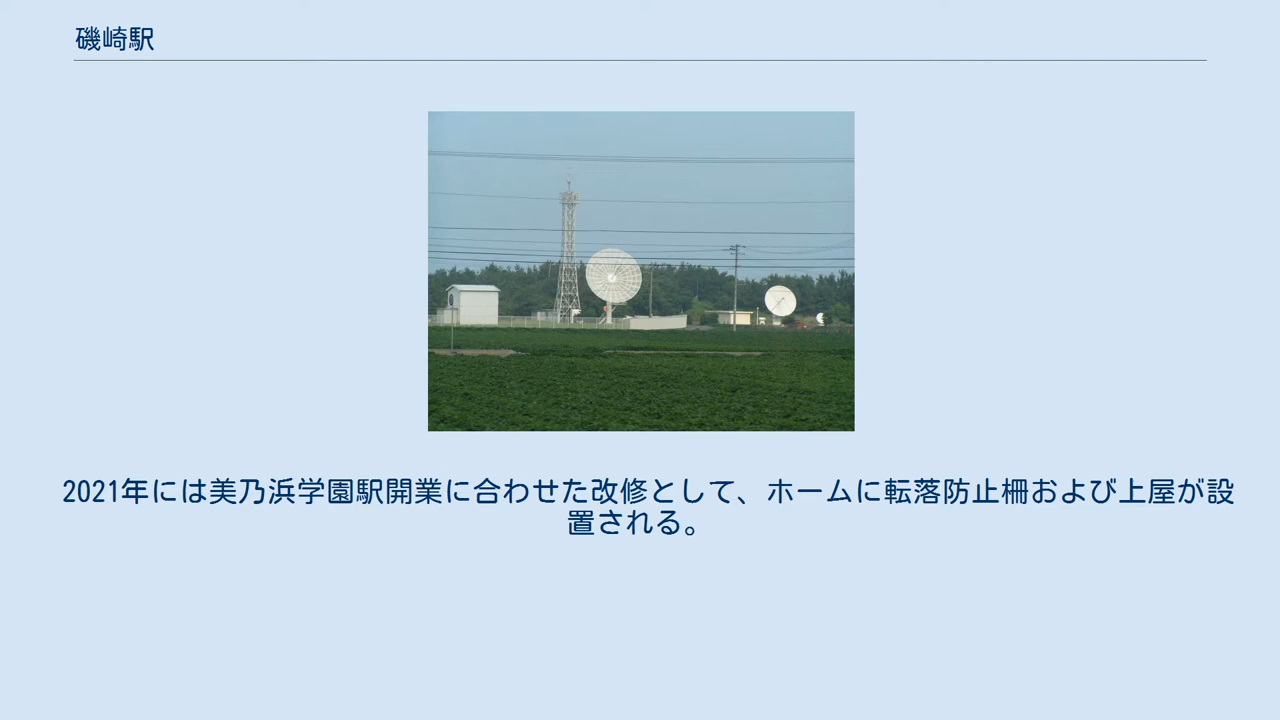 磯崎駅
2021年には美乃浜学園駅開業に合わせた改修として、ホームに転落防止柵および上屋が設
置される。